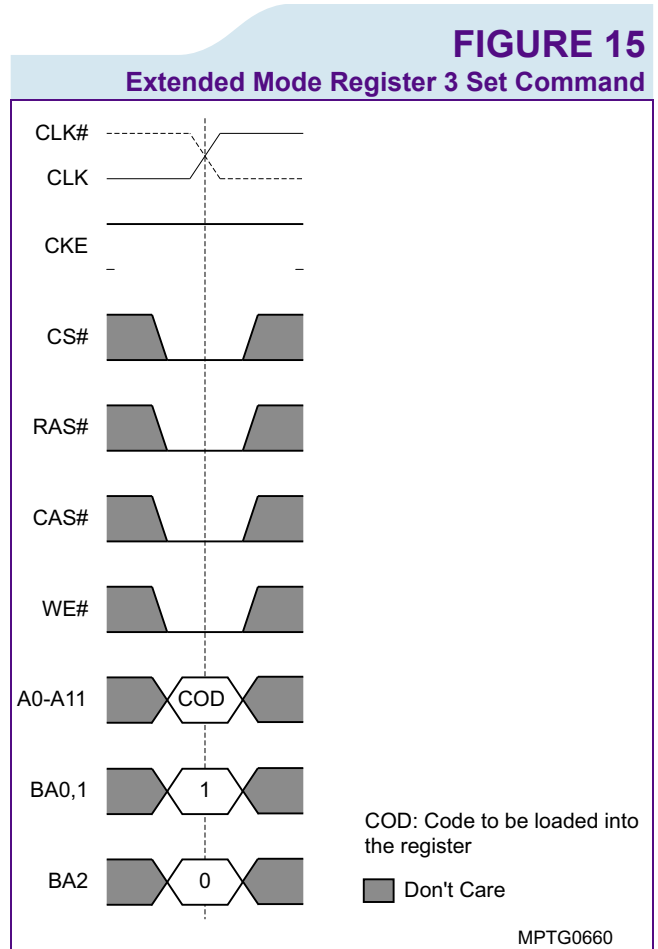 FIGURE 15
Extended Mode Register 3 Set Command
CLK#
CLK
CKE
CS#
RAS#
CAS#
WE#
A0-A11
COD
BA0,1
1
COD: Code to be loaded into
the register
BA2
0
Don't Care
MPTG0660